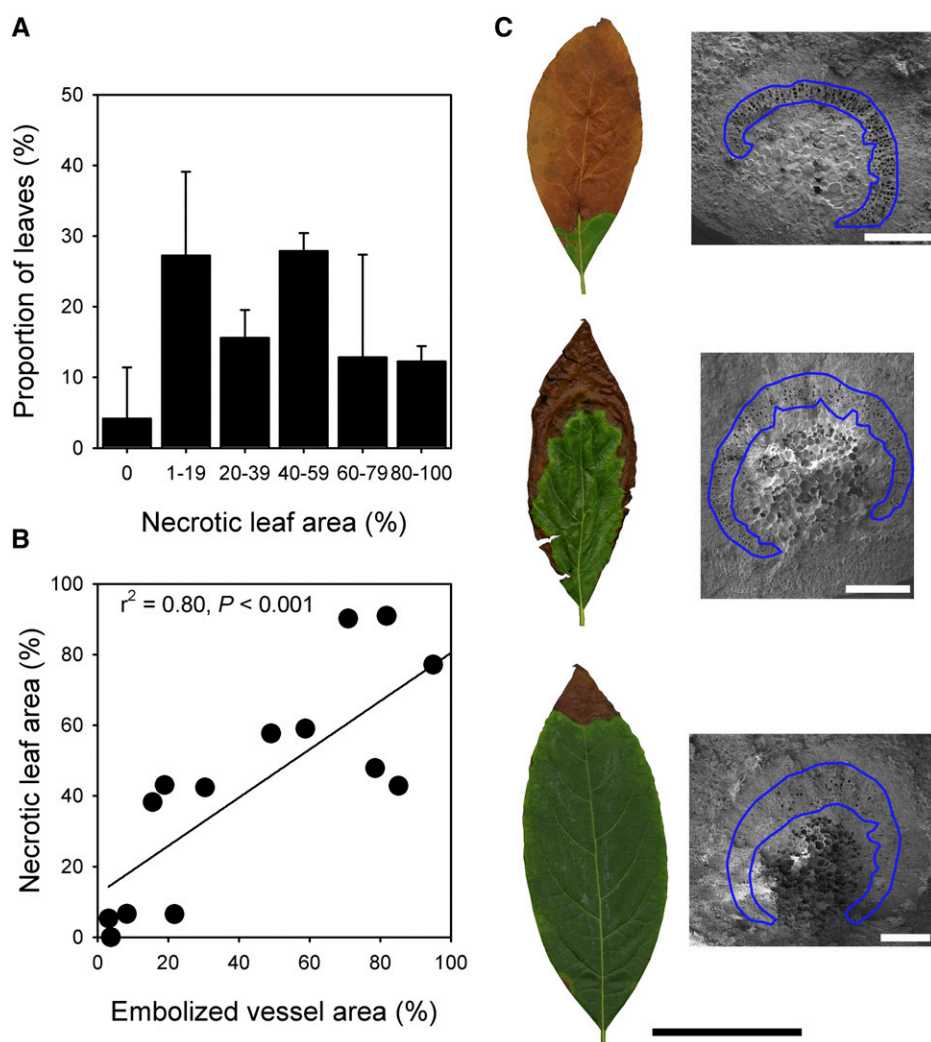 A
50
40
30
20
10
0
Proportion of leaves (%)
0 1-19 20-39 40-59 60-79 80-100
Necrotic leaf area (%)
B
100
80
60
40
20
0
Necrotic leaf area (%)
r² = 0.80, P < 0.001
0 20 40 60 80 100
Embolized vessel area (%)
C